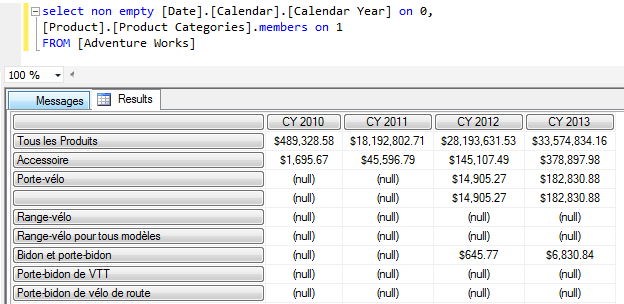 select non empty [Date].[Calendar].[Calendar Year] on 0,
[Product].[Product Categories].members on 1
FROM [Adventure Works]
100 %
Messages Results
CY 2010 CY 2011 CY 2012 CY 2013
Tous les Produits $489,328.58 $18,192,802.71 $28,193,631.53 $33,574,834.16
Accessoire $1,695.67 $45,596.79 $145,107.49 $378,897.98
Porte-vélo (null) (null) $14,905.27 $182,830.88
(null) (null) $14,905.27 $182,830.88
Range-vélo (null) (null) (null) (null)
Range-vélo pour tous modèles (null) (null) (null) (null)
Bidon et porte-bidon (null) (null) $645.77 $6,830.84
Porte-bidon de VTT (null) (null) (null) (null)
Porte-bidon de vélo de route (null) (null) (null) (null)